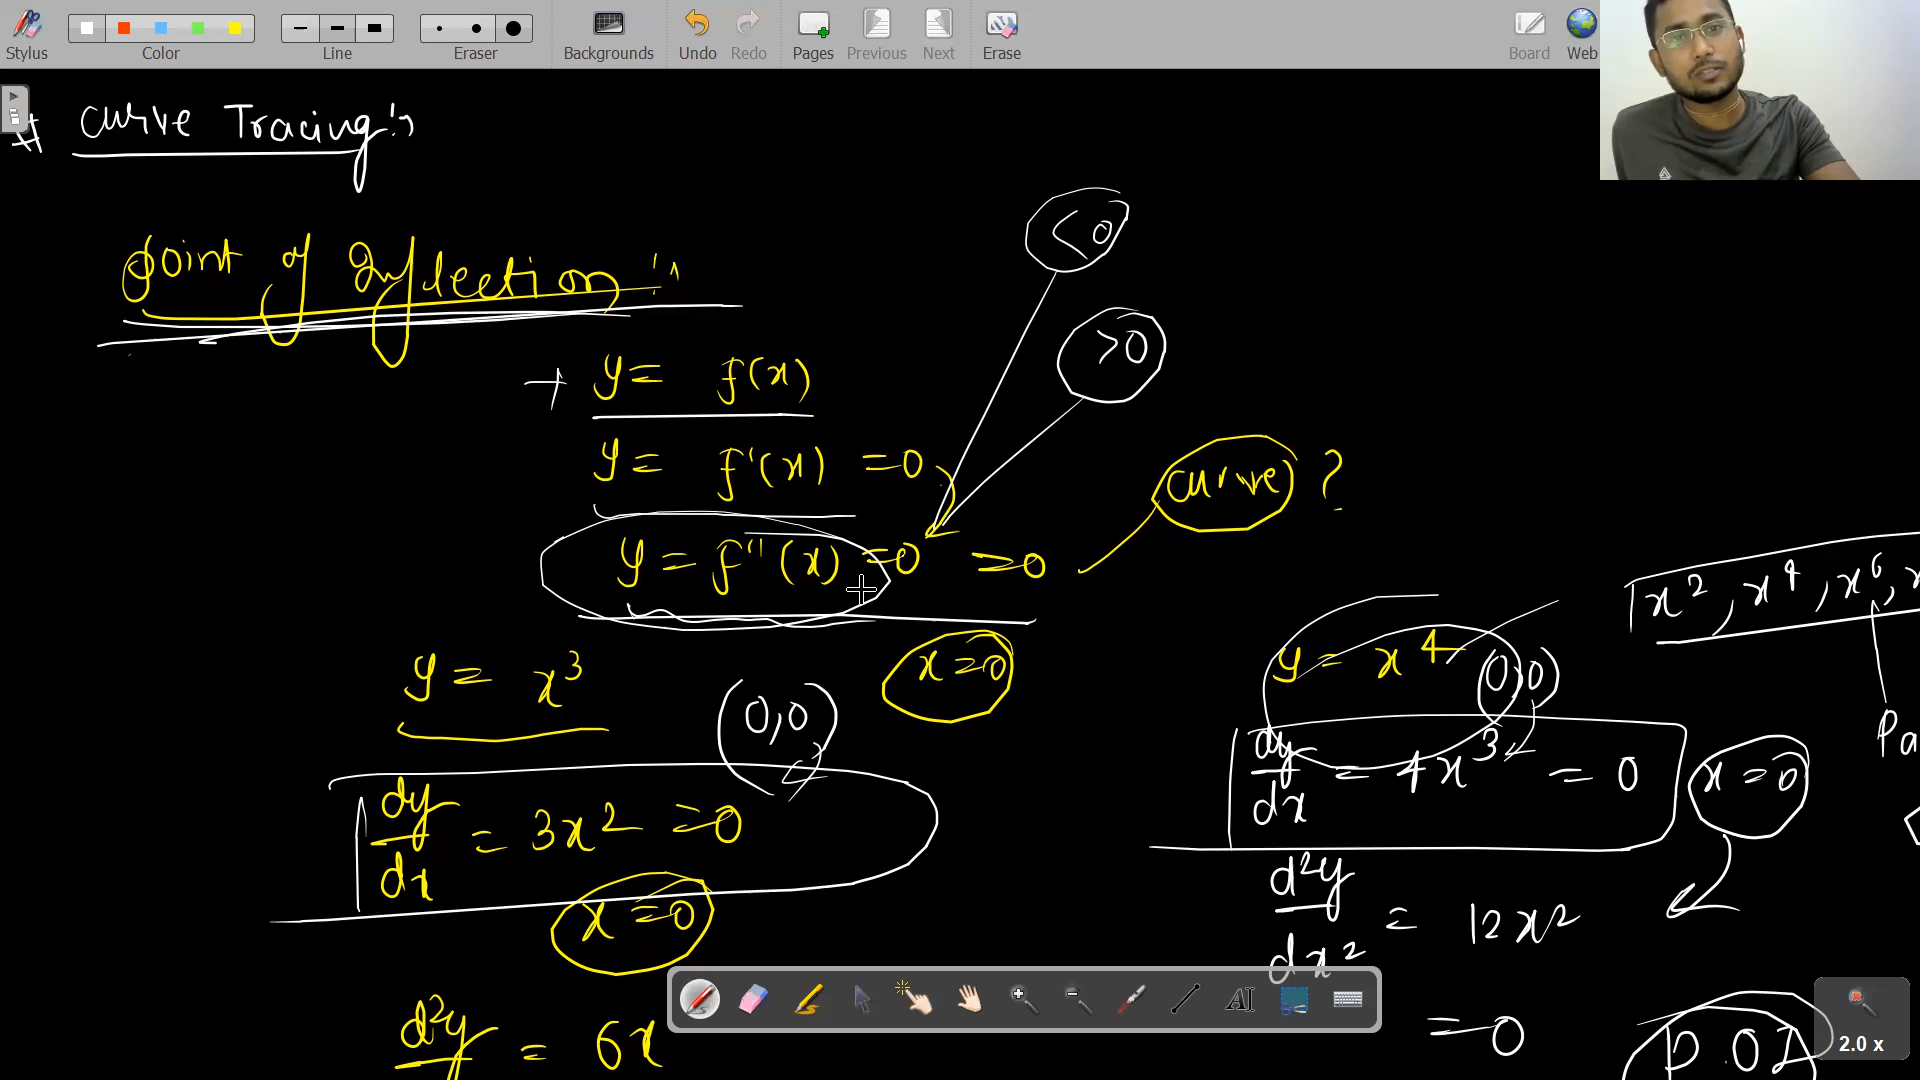 Stylus Color Line Eraser Backgrounds Undo Redo Pages Previous Next Erase Board Web
# Curve Tracing :
Point of Inflection :
< 0
> 0
→ y = f(x)
y = f'(x) = 0
y = f''(x) = 0 = 0
curve ?
x = 0
y = x³
(0,0)
dy/dx = 3x² = 0
x = 0
d²y
= 6x
x², x⁴, x⁶, x
y = x⁴
(0,0)
Pa
dy/dx = 4x³ = 0
x = 0
d²y/dx² = 12x²
= 0
P.O.I
AI
2.0 x